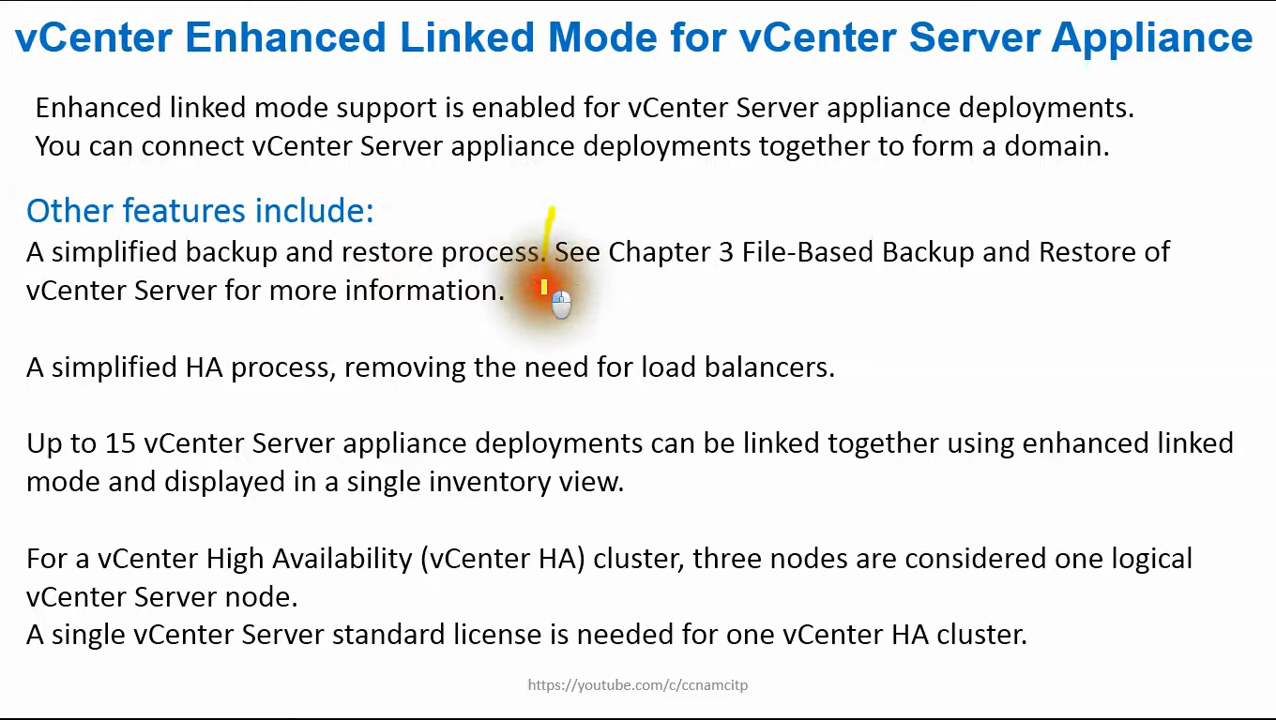 vCenter Enhanced Linked Mode for vCenter Server Appliance
Enhanced linked mode support is enabled for vCenter Server appliance deployments.
You can connect vCenter Server appliance deployments together to form a domain.
Other features include:
A simplified backup and restore process. See Chapter 3 File-Based Backup and Restore of
vCenter Server for more information.
A simplified HA process, removing the need for load balancers.
Up to 15 vCenter Server appliance deployments can be linked together using enhanced linked
mode and displayed in a single inventory view.
For a vCenter High Availability (vCenter HA) cluster, three nodes are considered one logical
vCenter Server node.
A single vCenter Server standard license is needed for one vCenter HA cluster.
https://youtube.com/c/ccnamcitp